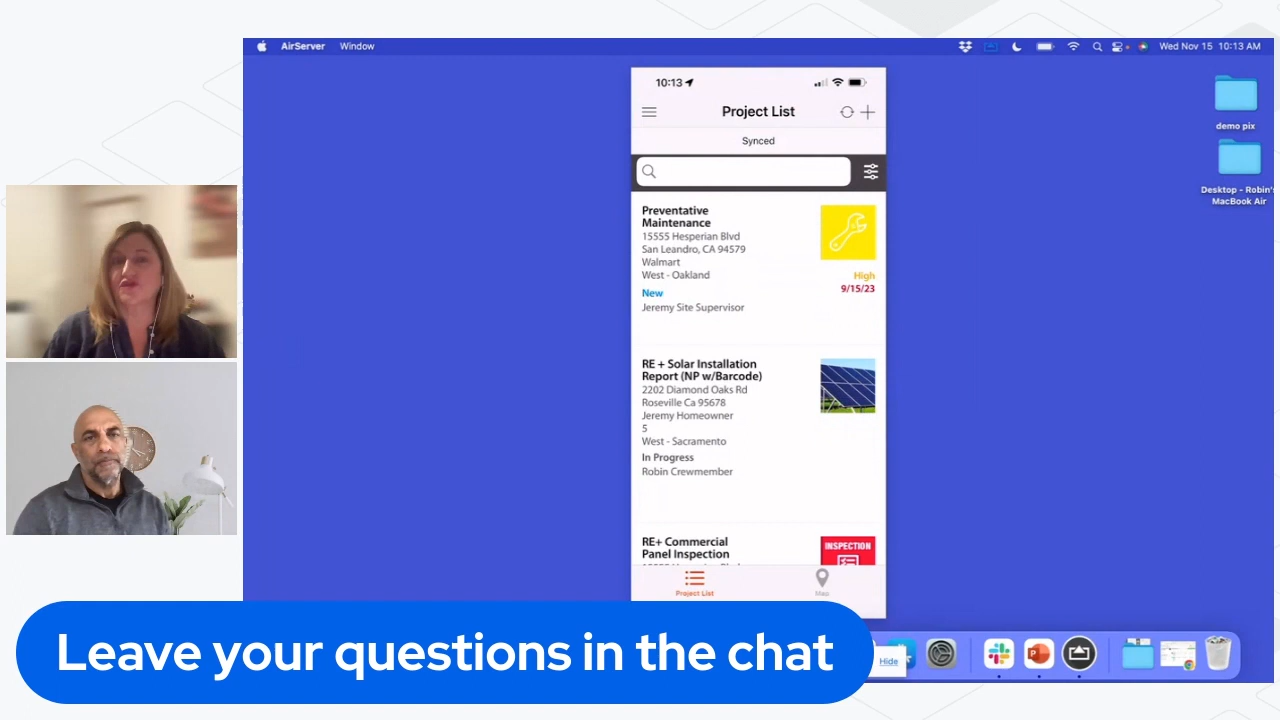 AirServer Window
Wed Nov 15 10:13 AM
demo pix
Desktop - Robin's
MacBook Air
10:13
Project List
Synced
Preventative
Maintenance
15555 Hesperian Blvd
San Leandro, CA 94579
Walmart
West - Oakland
High
9/15/23
New
Jeremy Site Supervisor
RE + Solar Installation
Report (NP w/Barcode)
2202 Diamond Oaks Rd
Roseville Ca 95678
Jeremy Homeowner
5
West - Sacramento
In Progress
Robin Crewmember
RE+ Commercial
Panel Inspection
INSPECTION
Project List
Map
Hide
Leave your questions in the chat